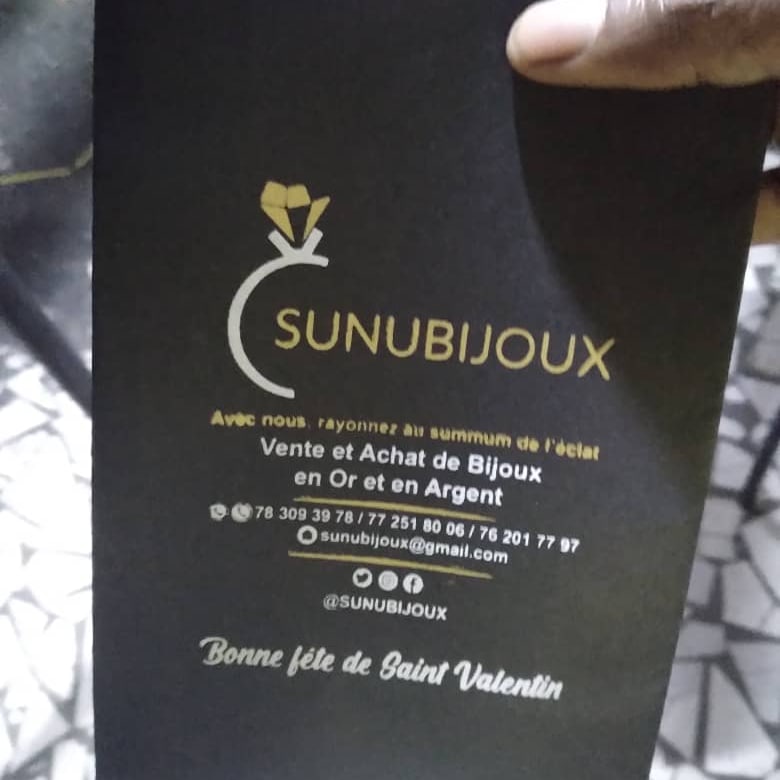 SUNUBIJOUX
Avec nous, rayonnez au summum de l'éclat
Vente et Achat de Bijoux
en Or et en Argent
78 309 39 78 / 77 251 80 06 / 76 201 77 97
sunubijoux@gmail.com
@SUNUBIJOUX
Bonne fête de Saint Valentin